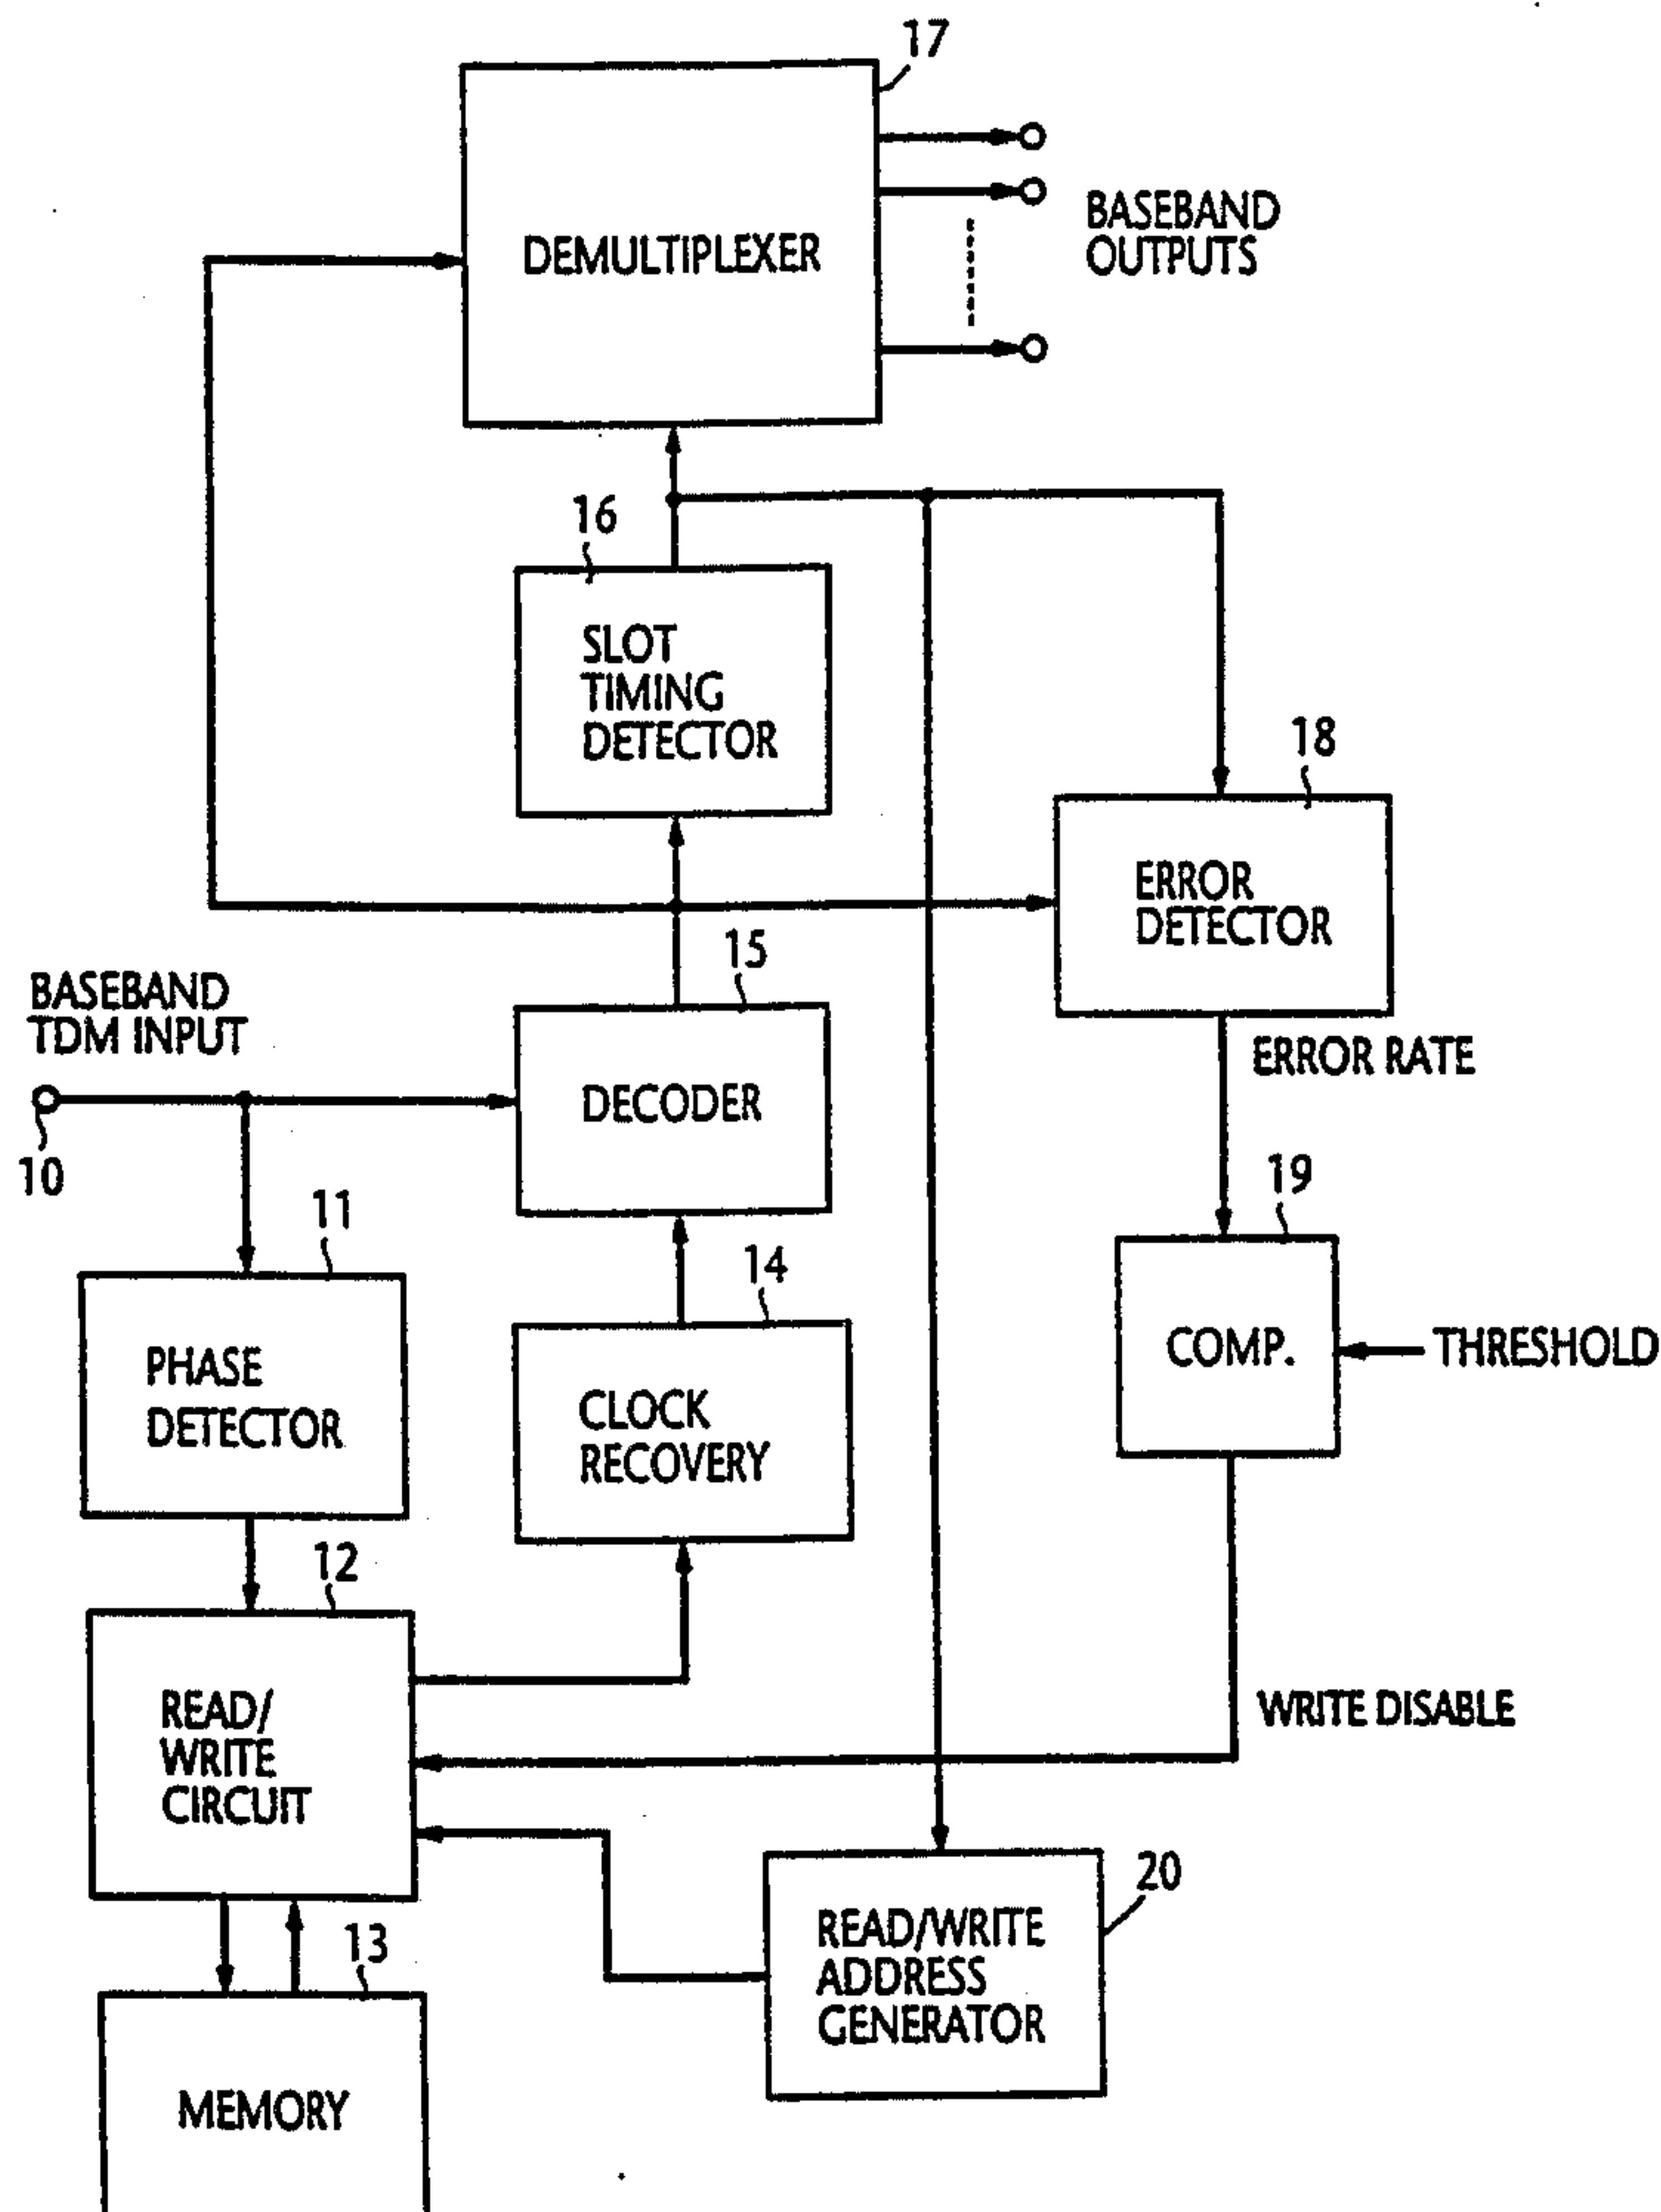 17
DEMULTIPLEXER
BASEBAND
OUTPUTS
16
SLOT
TIMING
DETECTOR
18
ERROR
DETECTOR
15
BASEBAND
TDM INPUT
DECODER
ERROR RATE
10
11
19
14
PHASE
DETECTOR
CLOCK
RECOVERY
COMP.
THRESHOLD
12
READ/
WRITE
CIRCUIT
WRITE DISABLE
20
13
READ/WRITE
ADDRESS
GENERATOR
MEMORY